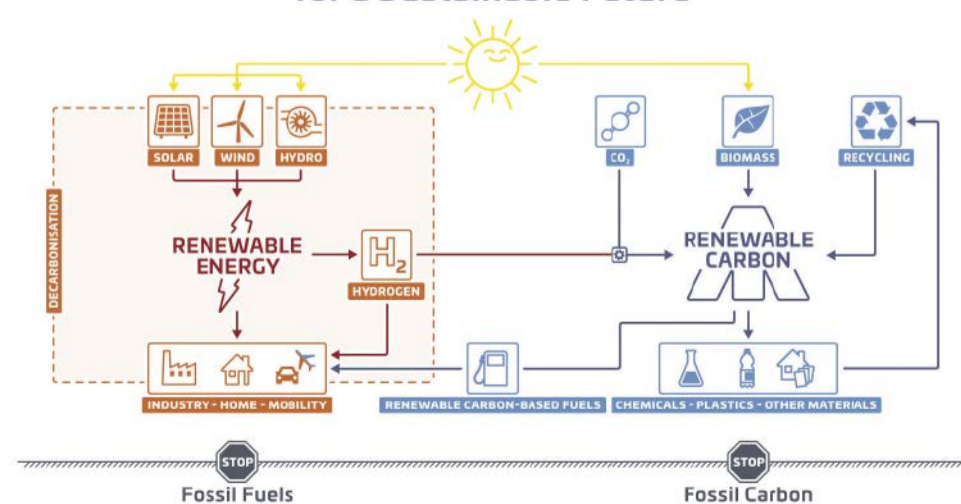 SOLAR
WIND
HYDRO
CO₂
BIOMASS
RECYCLING
DECARBONISATION
RENEWABLE
ENERGY
H₂
HYDROGEN
RENEWABLE
CARBON
INDUSTRY - HOME - MOBILITY
RENEWABLE CARBON-BASED FUELS
CHEMICALS - PLASTICS - OTHER MATERIALS
STOP
STOP
Fossil Fuels
Fossil Carbon